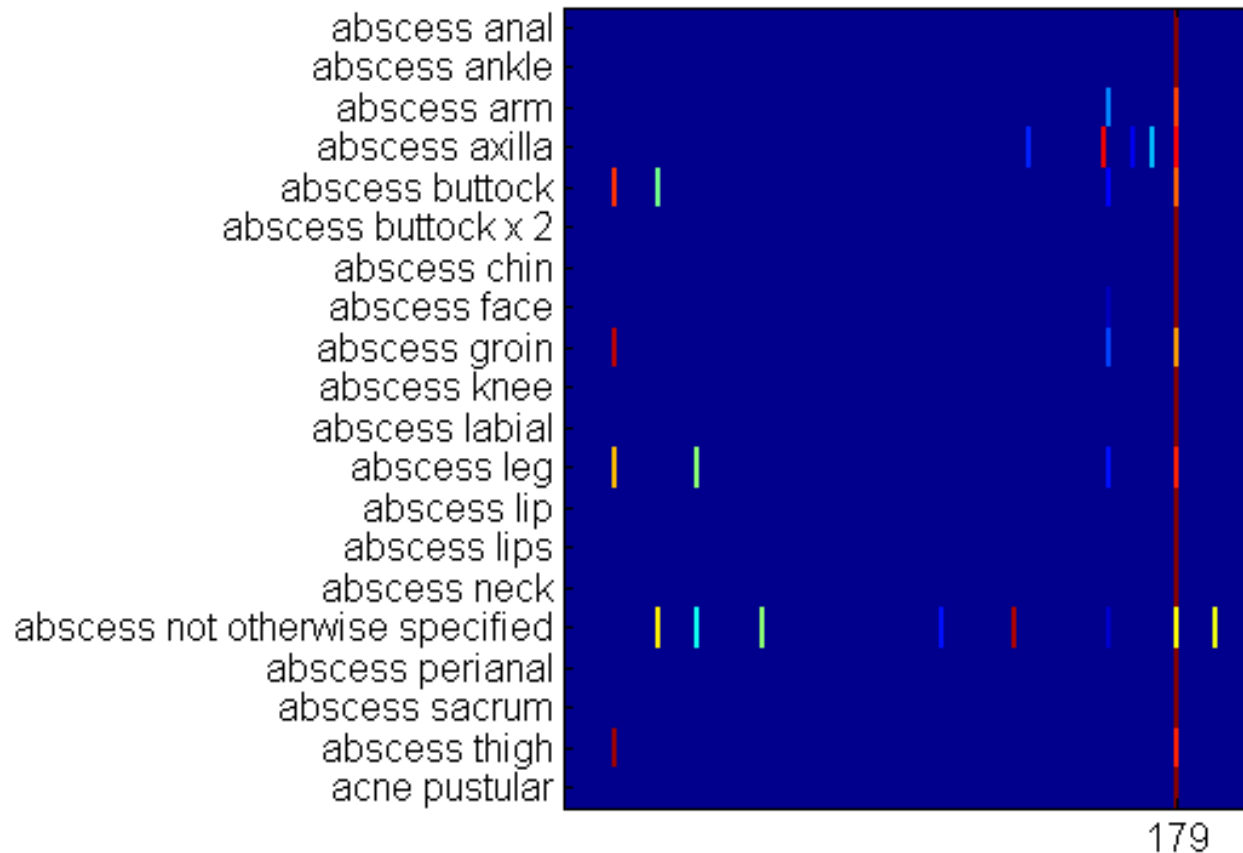 abscess anal
abscess ankle
abscess arm
abscess axilla
abscess buttock
abscess buttock x 2
abscess chin
abscess face
abscess groin
abscess knee
abscess labial
abscess leg
abscess lip
abscess lips
abscess neck
abscess not otherwise specified
abscess perianal
abscess sacrum
abscess thigh
acne pustular
179